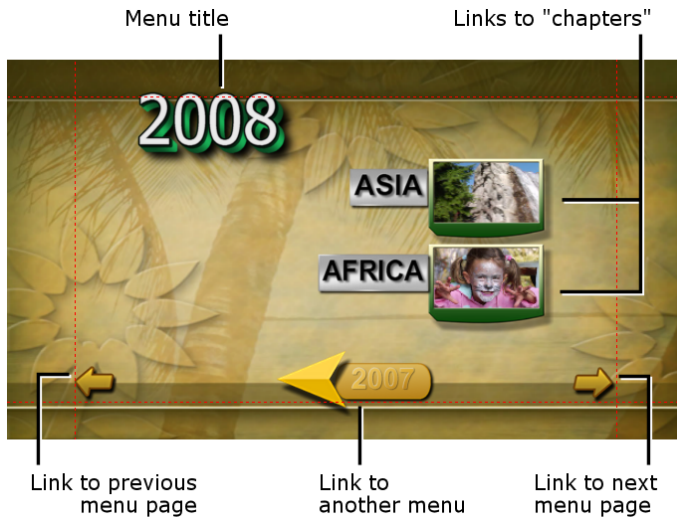 Menu title
Links to "chapters"
2008
ASIA
AFRICA
2007
Link to previous
menu page
Link to
another menu
Link to next
menu page